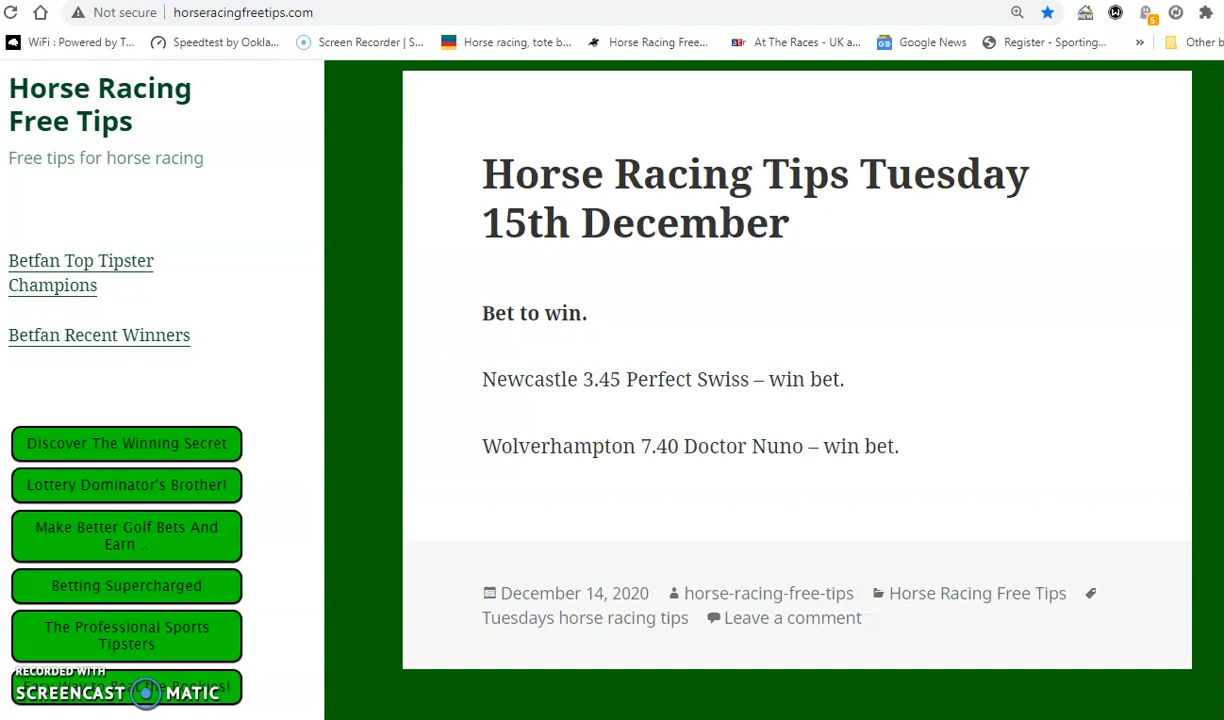 Not secure | horseracingfreetips.com
WiFi : Powered by T...
Speedtest by Ookla...
Screen Recorder | S...
Horse racing, tote b...
Horse Racing Free...
At The Races - UK a...
Google News
Register - Sporting...
»
Other b
NEW
5
Horse Racing
Free Tips
Free tips for horse racing
Betfan Top Tipster
Champions
Betfan Recent Winners
Discover The Winning Secret
Lottery Dominator's Brother!
Make Better Golf Bets And
Earn ..
Betting Supercharged
The Professional Sports
Tipsters
RECORDED WITH
SCREENCAST MATIC
Horse Racing Tips Tuesday
15th December
Bet to win.
Newcastle 3.45 Perfect Swiss – win bet.
Wolverhampton 7.40 Doctor Nuno – win bet.
December 14, 2020 horse-racing-free-tips Horse Racing Free Tips
Tuesdays horse racing tips Leave a comment